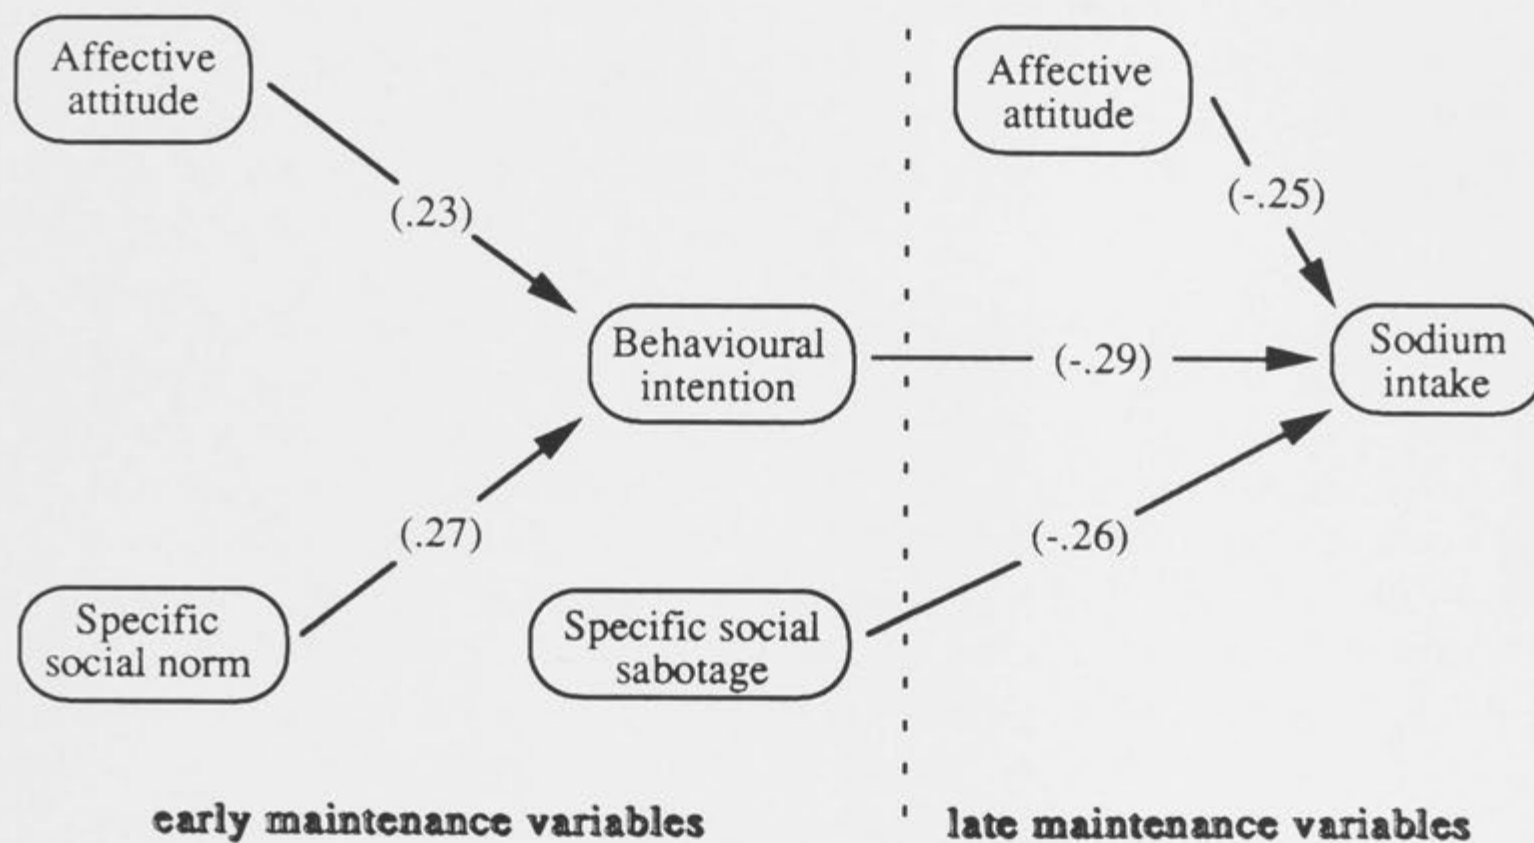 Affective
attitude
Affective
attitude
(.23)
(-.25)
Behavioural
intention
(-.29)
Sodium
intake
(.27)
(-.26)
Specific
social norm
Specific social
sabotage
early maintenance variables
late maintenance variables